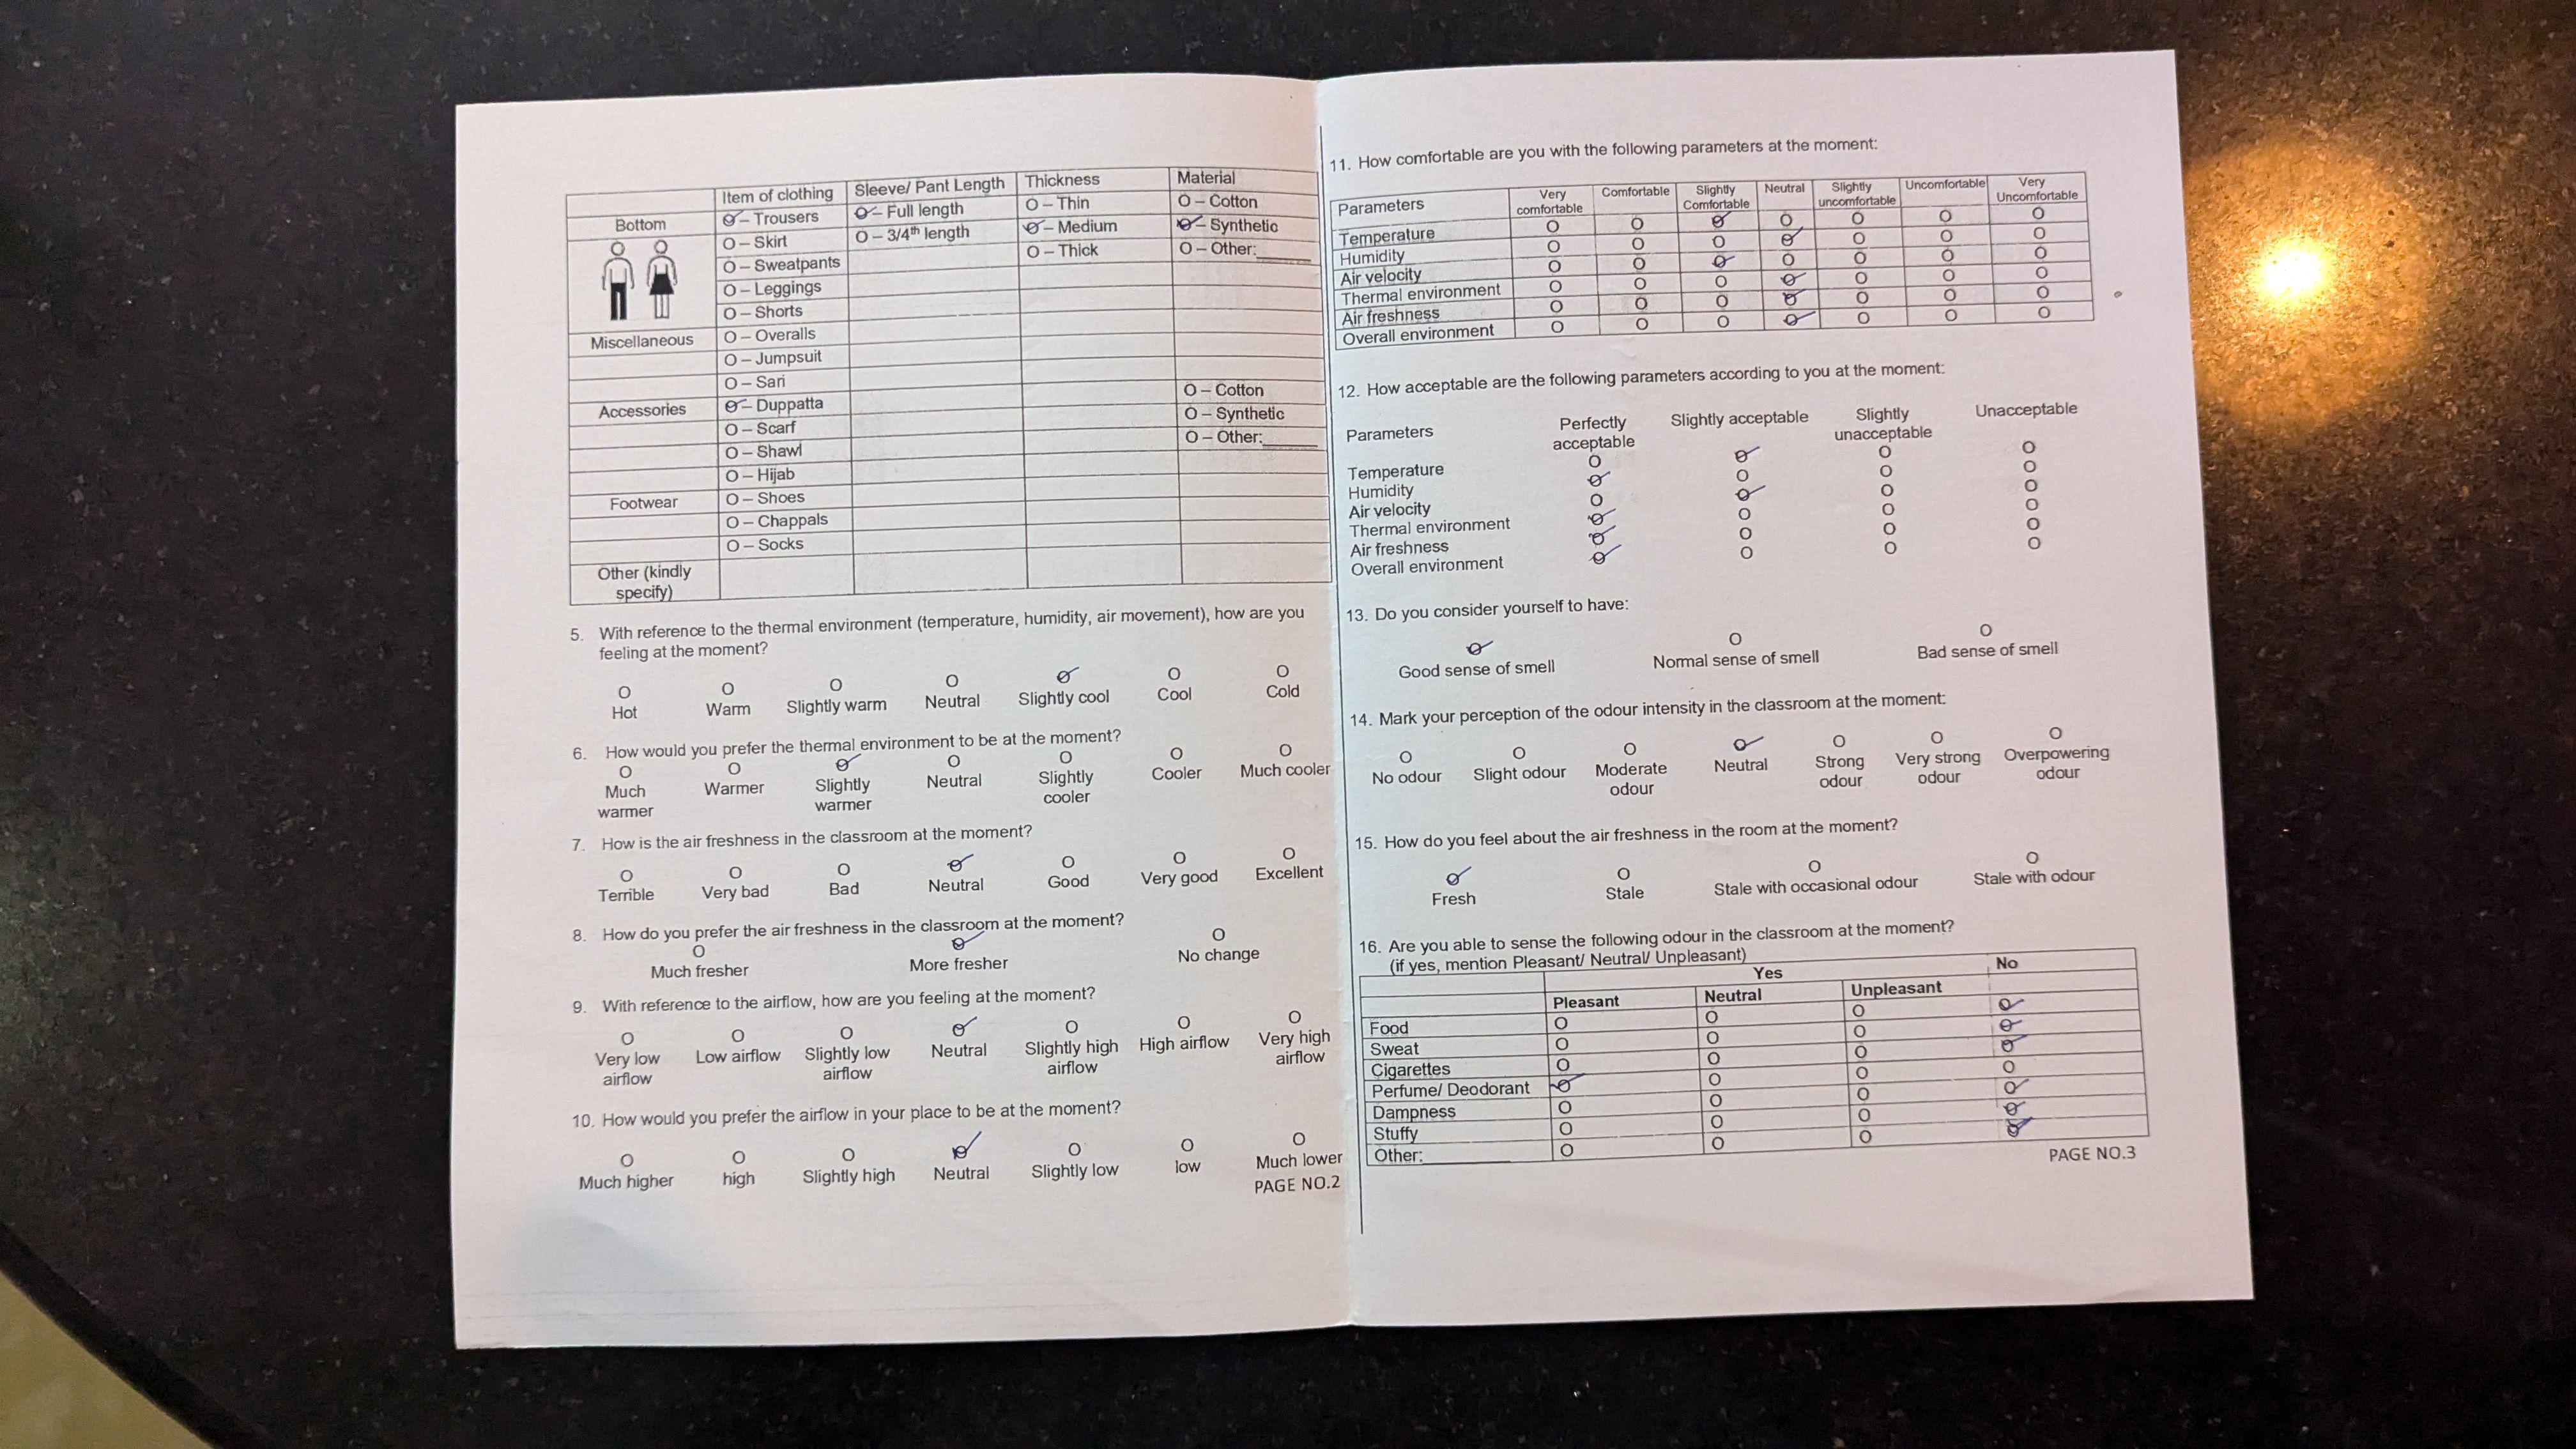 Item of clothing Sleeve/ Pant Length Thickness Material
Bottom O – Trousers O – Full length O – Thin O – Cotton
O – Skirt O – 3/4th length O – Medium O – Synthetic
O – Sweatpants O – Thick O – Other:______
O – Leggings
O – Shorts
Miscellaneous O – Overalls
O – Jumpsuit
O – Sari
Accessories O – Duppatta O – Cotton
O – Scarf O – Synthetic
O – Shawl O – Other:______
O – Hijab
Footwear O – Shoes
O – Chappals
O – Socks
Other (kindly
specify)
5. With reference to the thermal environment (temperature, humidity, air movement), how are you
feeling at the moment?
O O O O O O O
Hot Warm Slightly warm Neutral Slightly cool Cool Cold
6. How would you prefer the thermal environment to be at the moment?
O O O O O O O
Much Warmer Slightly Neutral Slightly Cooler Much cooler
warmer warmer cooler
7. How is the air freshness in the classroom at the moment?
O O O O O O O
Terrible Very bad Bad Neutral Good Very good Excellent
8. How do you prefer the air freshness in the classroom at the moment?
O O O
Much fresher More fresher No change
9. With reference to the airflow, how are you feeling at the moment?
O O O O O O O
Very low Low airflow Slightly low Neutral Slightly high High airflow Very high
airflow airflow airflow airflow
10. How would you prefer the airflow in your place to be at the moment?
O O O O O O O
Much higher high Slightly high Neutral Slightly low low Much lower
PAGE NO.2
11. How comfortable are you with the following parameters at the moment:
Parameters Very Comfortable Slightly Neutral Slightly Uncomfortable Very
comfortable Comfortable uncomfortable Uncomfortable
Temperature O O O O O O O
Humidity O O O O O O O
Air velocity O O O O O O O
Thermal environment O O O O O O O
Air freshness O O O O O O O
Overall environment O O O O O O O
12. How acceptable are the following parameters according to you at the moment:
Parameters Perfectly Slightly acceptable Slightly Unacceptable
acceptable unacceptable
Temperature O O O O
Humidity O O O O
Air velocity O O O O
Thermal environment O O O O
Air freshness O O O O
Overall environment O O O O
13. Do you consider yourself to have:
O O O
Good sense of smell Normal sense of smell Bad sense of smell
14. Mark your perception of the odour intensity in the classroom at the moment:
O O O O O O O
No odour Slight odour Moderate Neutral Strong Very strong Overpowering
odour odour odour odour
15. How do you feel about the air freshness in the room at the moment?
O O O O
Fresh Stale Stale with occasional odour Stale with odour
16. Are you able to sense the following odour in the classroom at the moment?
(if yes, mention Pleasant/ Neutral/ Unpleasant)
Yes No
Pleasant Neutral Unpleasant
Food O O O O
Sweat O O O O
Cigarettes O O O O
Perfume/ Deodorant O O O O
Dampness O O O O
Stuffy O O O O
Other:__________ O O O O
PAGE NO.3